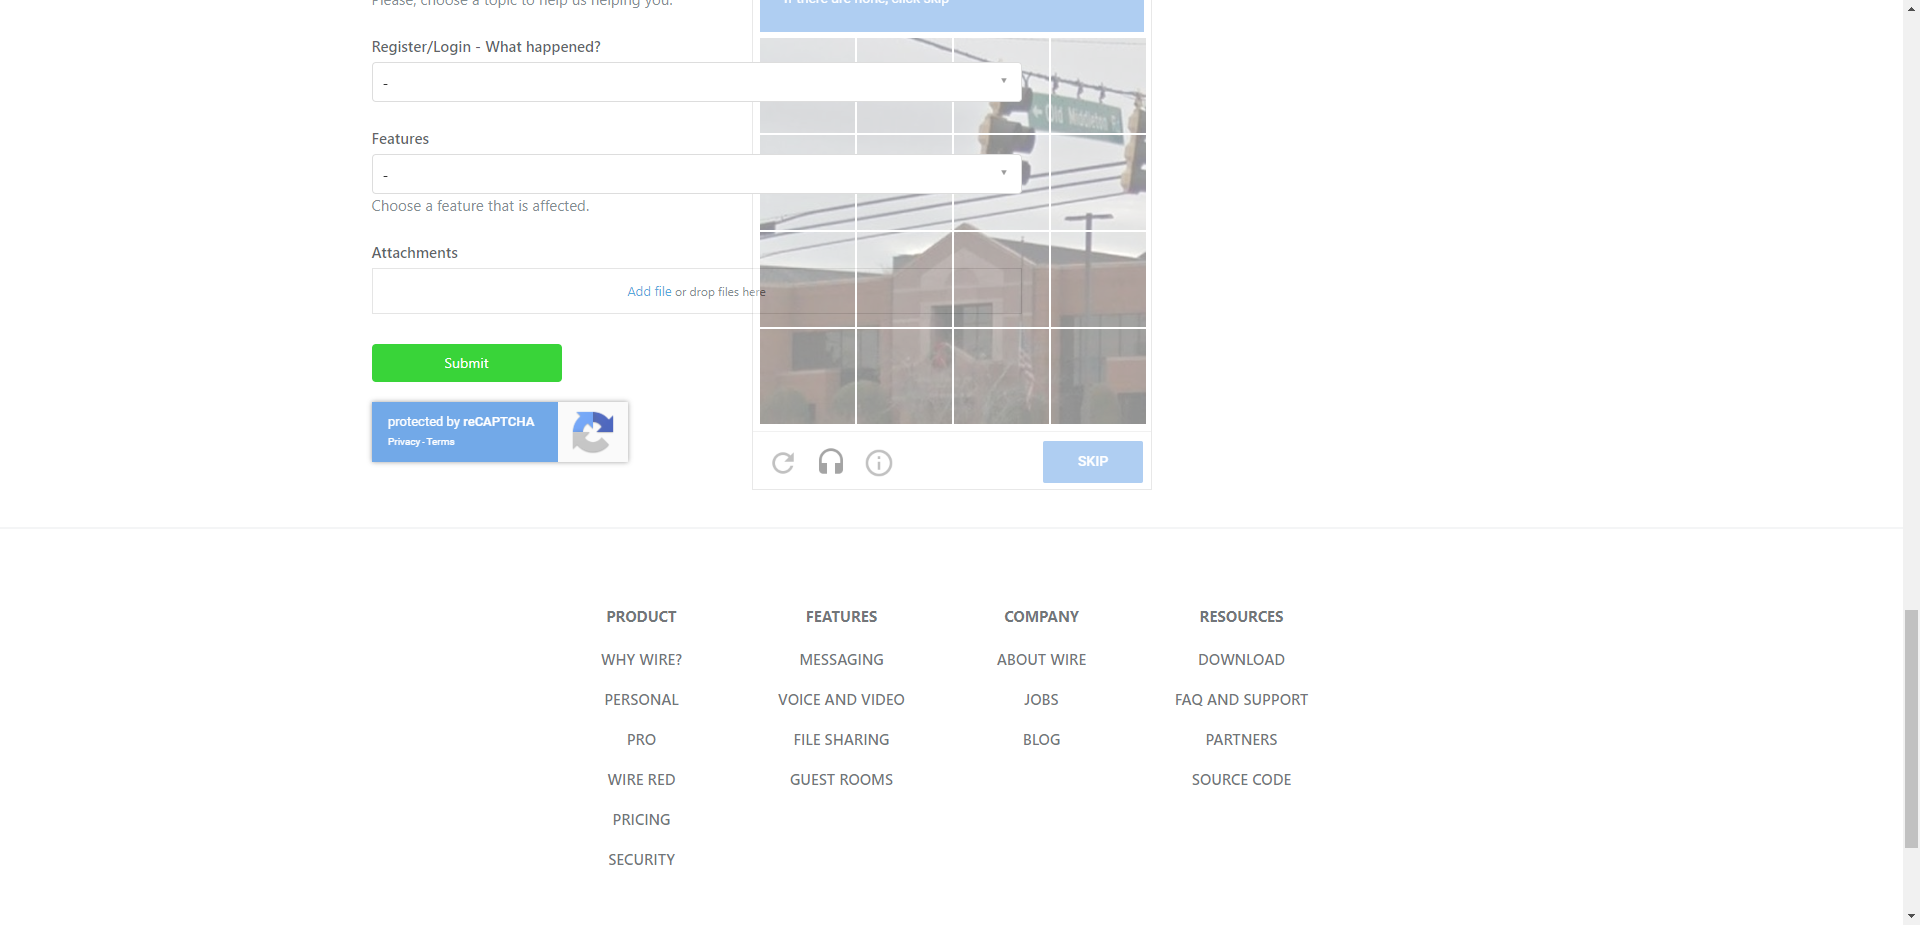 Please, choose a topic to help us helping you.
If there are none, click skip
Register/Login - What happened?
-
← Old Middleton
Features
-
Choose a feature that is affected.
Attachments
Add file or drop files here
Submit
protected by reCAPTCHA
Privacy - Terms
SKIP
PRODUCT
WHY WIRE?
PERSONAL
PRO
WIRE RED
PRICING
SECURITY
FEATURES
MESSAGING
VOICE AND VIDEO
FILE SHARING
GUEST ROOMS
COMPANY
ABOUT WIRE
JOBS
BLOG
RESOURCES
DOWNLOAD
FAQ AND SUPPORT
PARTNERS
SOURCE CODE